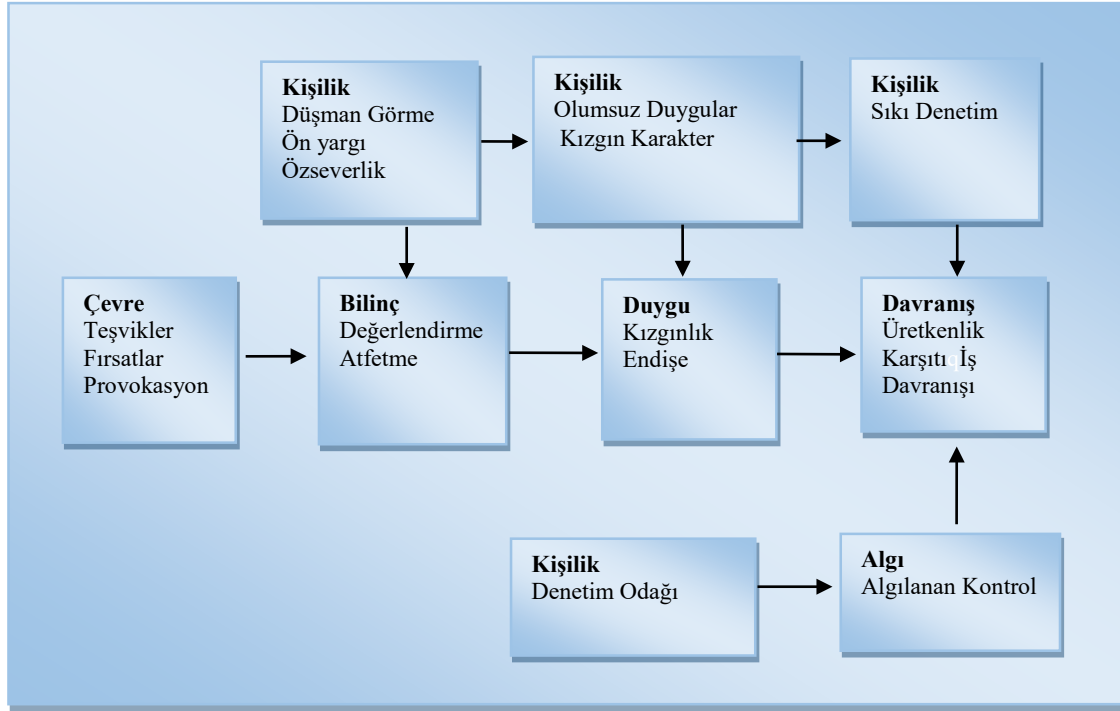 Kişilik
Düşman Görme
Ön yargı
Özseverlik
Kişilik
Olumsuz Duygular
Kızgın Karakter
Kişilik
Sıkı Denetim
Çevre
Teşvikler
Fırsatlar
Provokasyon
Bilinç
Değerlendirme
Atfetme
Duygu
Kızgınlık
Endişe
Davranış
Üretkenlik
KarşıtıqİŞ
Davranışı
Kişilik
Denetim Odağı
Algı
Algılanan Kontrol